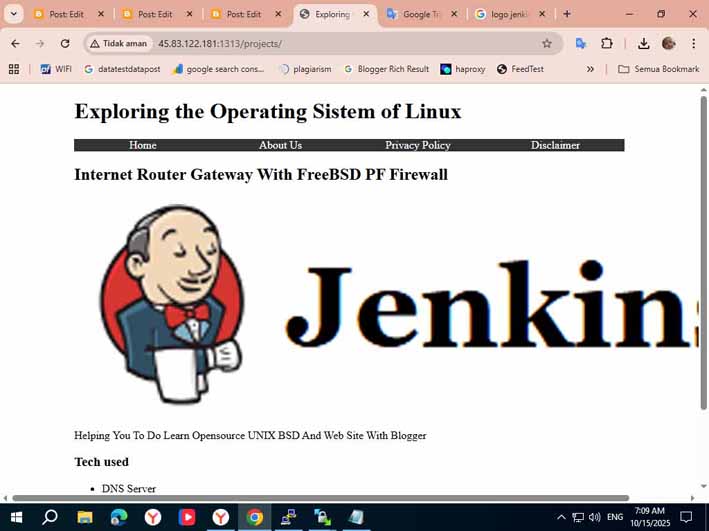 Post: Edit
Post: Edit
Post: Edit
Exploring
Google Tr
logo jenki
Tidak aman
45.83.122.181:1313/projects/
WIFI
datatestdatapost
google search cons...
plagiarism
Blogger Rich Result
haproxy
FeedTest
Semua Bookmark
Exploring the Operating Sistem of Linux
Home About Us Privacy Policy Disclaimer
Internet Router Gateway With FreeBSD PF Firewall
Jenkins
Helping You To Do Learn Opensource UNIX BSD And Web Site With Blogger
Tech used
DNS Server
ENG
7:09 AM
10/15/2025